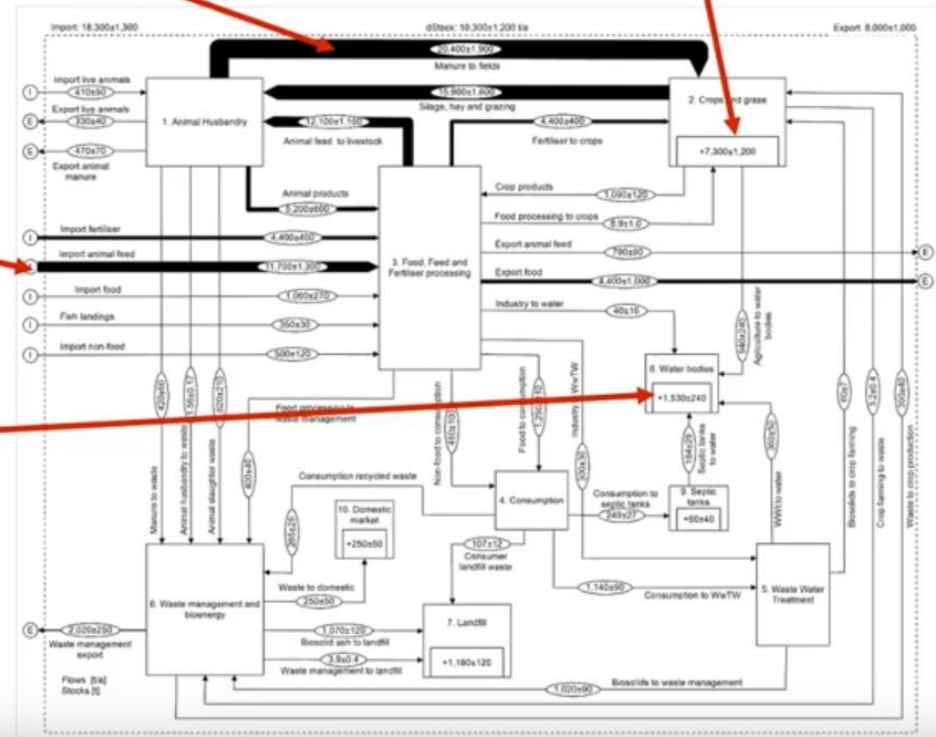 Import: 18,300±1,300
dStock: 10,300±1,200 t/a
Export: 8,000±1,000
20,400±1,900
Manure to fields
Import live animals
410±50
Export live animals
330±40
470±70
Export animal
manure
1. Animal Husbandry
15,900±1,600
Silage, hay and grazing
12,100±1,100
Animal feed to livestock
4,400±400
Fertiliser to crops
2. Crops and grass
+7,300±1,200
Animal products
5,200±600
Crop products
1,090±120
Food processing to crops
8.9±1.0
Import fertiliser
4,400±400
Export animal feed
790±90
Import animal feed
11,700±1,300
3. Food, Feed and
Fertiliser processing
Export food
4,400±1,000
Import food
1,060±270
Industry to water
40±16
Fish landings
350±30
Import non-food
500±120
Agriculture to water
bodies
6. Water bodies
+1,530±240
Food processing to
waste management
Manure to waste
Animal husbandry to waste
Animal slaughter waste
400±40
Non-food to consumption
Food to consumption
Septic tanks
to water
WWt to water
Biosolids to crop farming
Crop farming to waste
3.2±0.4
Waste to crop production
Consumption recycled waste
10. Domestic
market
+250±50
4. Consumption
Consumption to
septic tanks
249±27
9. Septic
tanks
+60±40
107±12
Consumer
landfill waste
Waste to domestic
250±50
1,140±90
Consumption to WwTW
5. Waste Water
Treatment
6. Waste management and
bioenergy
2,020±250
Waste management
export
1,070±120
Biosolid ash to landfill
3.9±0.4
Waste management to landfill
7. Landfill
+1,180±120
Flows [t/a]
Stocks [t]
1,020±90
Biosolids to waste management